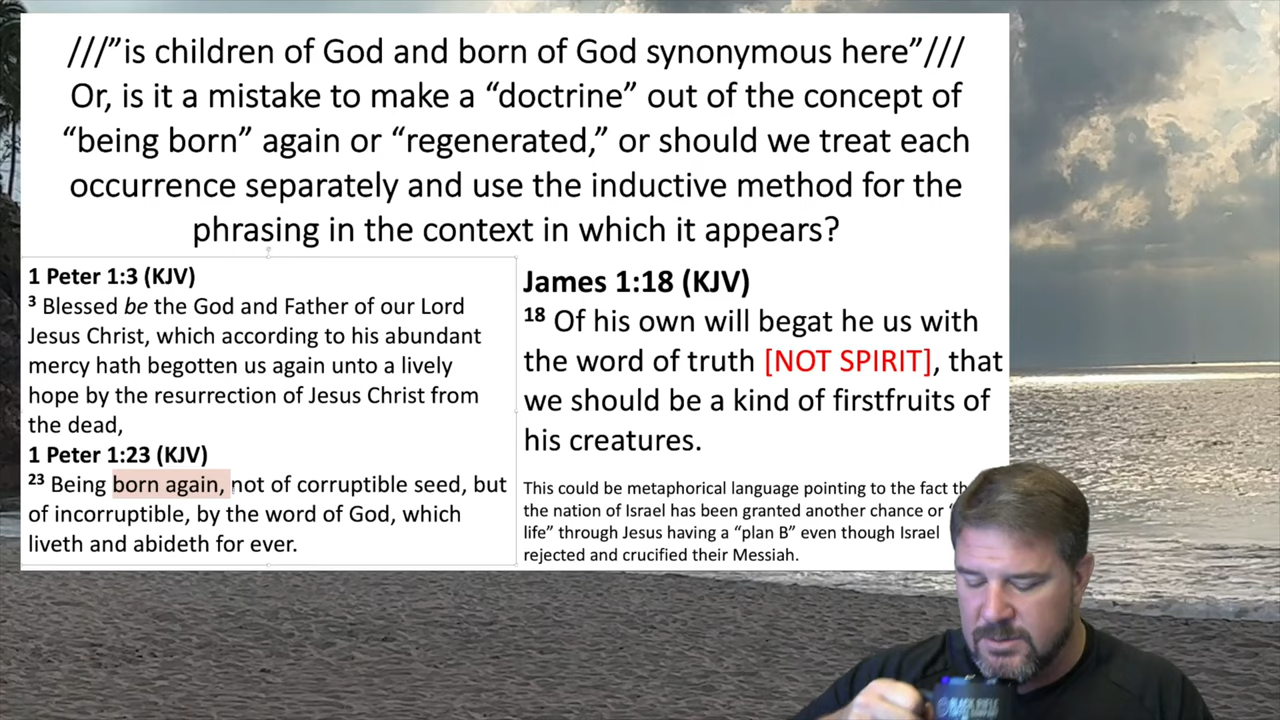 ///”is children of God and born of God synonymous here”///
Or, is it a mistake to make a “doctrine” out of the concept of
“being born” again or “regenerated,” or should we treat each
occurrence separately and use the inductive method for the
phrasing in the context in which it appears?
1 Peter 1:3 (KJV)
3 Blessed be the God and Father of our Lord
Jesus Christ, which according to his abundant
mercy hath begotten us again unto a lively
hope by the resurrection of Jesus Christ from
the dead,
1 Peter 1:23 (KJV)
23 Being born again, not of corruptible seed, but
of incorruptible, by the word of God, which
liveth and abideth for ever.
James 1:18 (KJV)
18 Of his own will begat he us with
the word of truth [NOT SPIRIT], that
we should be a kind of firstfruits of
his creatures.
This could be metaphorical language pointing to the fact
the nation of Israel has been granted another chance or
life” through Jesus having a “plan B” even though Israel
rejected and crucified their Messiah.
BLACK RIFLE